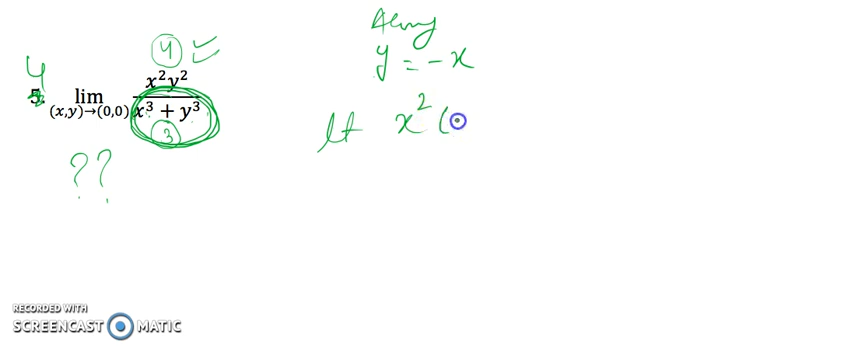 Along
y = -x
4
4
5. lim (x,y)→(0,0) x²y² / x³ + y³
3
lt x² (
??
RECORDED WITH
SCREENCAST MATIC